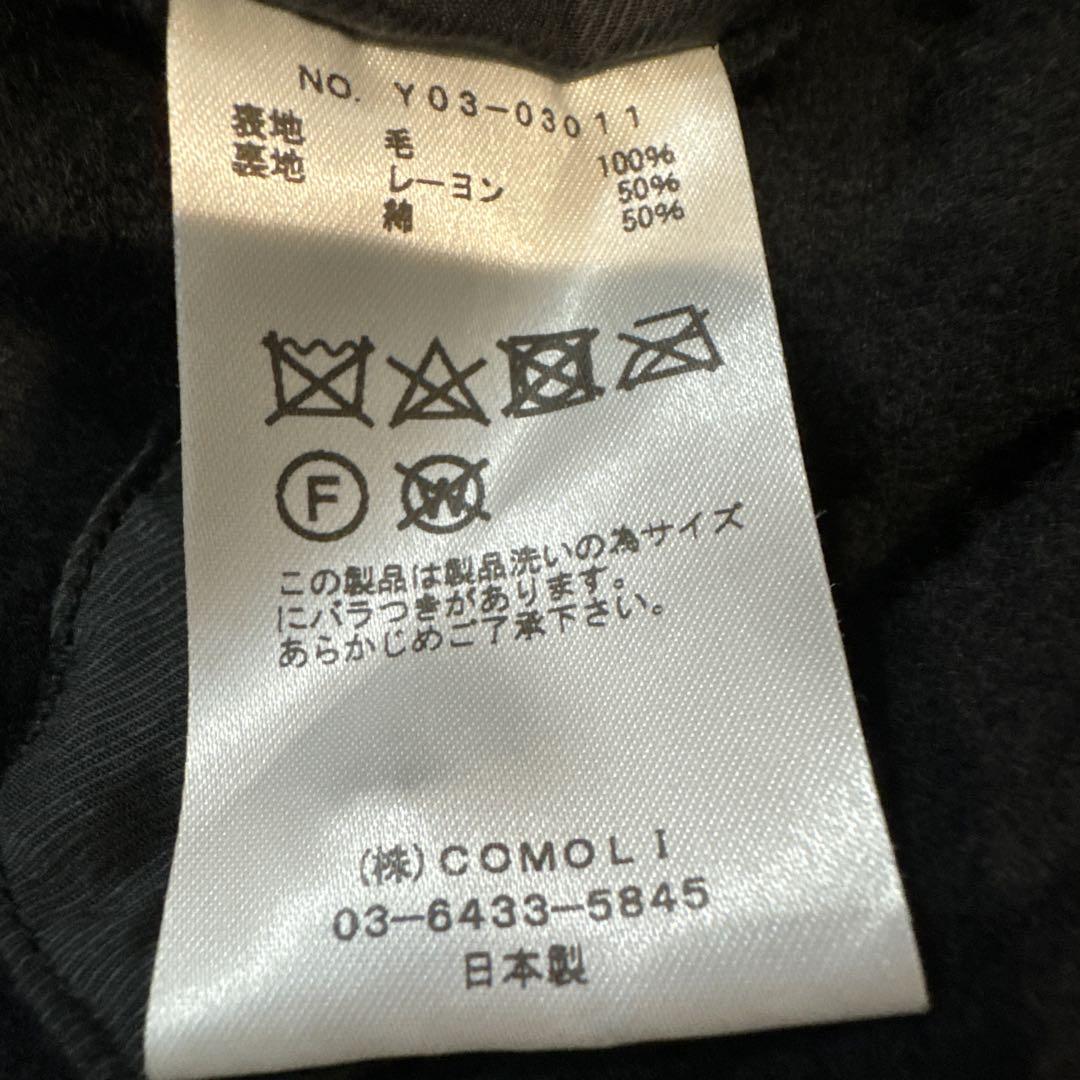 NO. Y03-03011
表地 毛 100%
裏地 レーヨン 50%
綿 50%
F
W
この製品は製品洗いの為サイズ
にバラつきがあります。
あらかじめご了承下さい。
(株)COMOLI
03-6433-5845
日本製